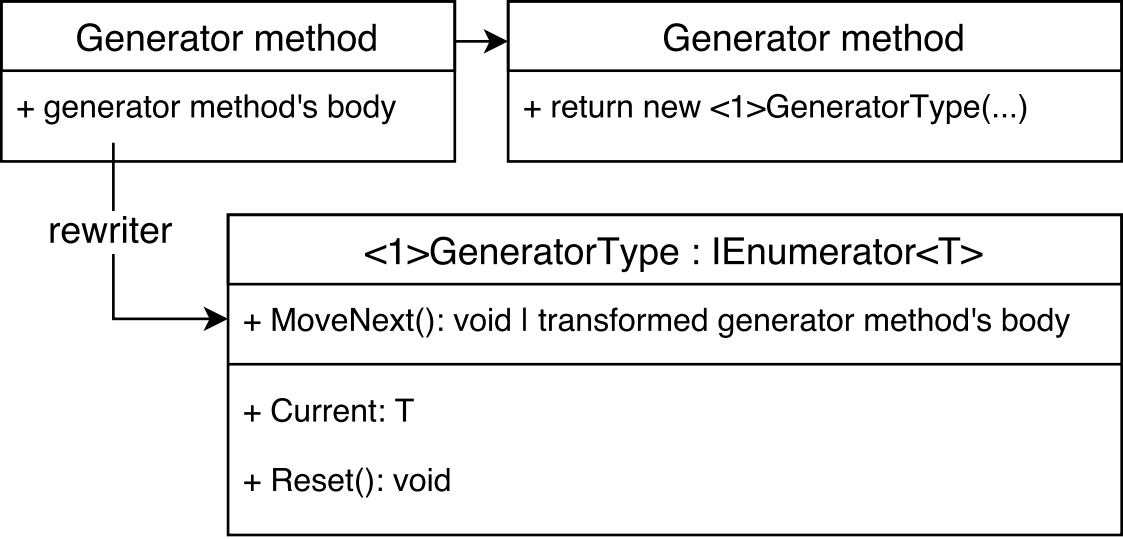 Generator method
+ generator method's body
Generator method
+ return new <1>GeneratorType(...)
rewriter
<1>GeneratorType : IEnumerator<T>
+ MoveNext(): void | transformed generator method's body
+ Current: T
+ Reset(): void